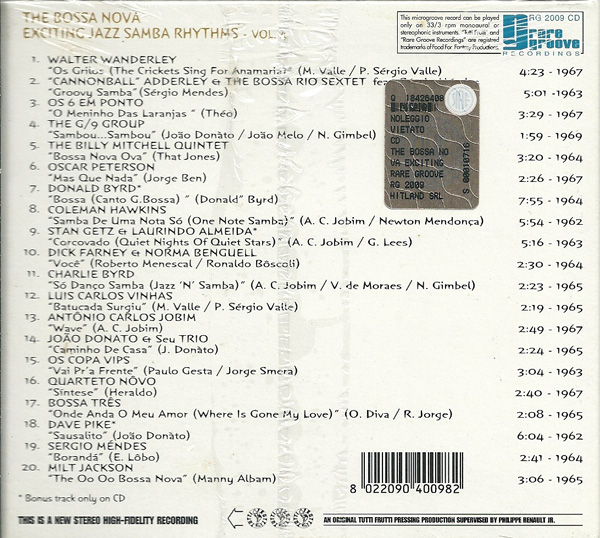 THE BOSSA NOVA
EXCITING JAZZ SAMBA RHYTHMS - VOL.
This microgroove record can be played
only on 33/3 rpm monoaural or
stereophonic instruments. "Tutti Frutti" and
"Rare Groove Recordings" are registered
trademarks of Food For Fantasy Productions.
RG 2009 CD
rare
groove
RECORDINGS
1. WALTER WANDERLEY
"Os Grilos (The Crickets Sing For Anamaria)" (M. Valle / P. Sérgio Valle) 4:23 - 1967
2. "CANNONBALL" ADDERLEY & THE BOSSA RIO SEXTET
"Groovy Samba" (Sérgio Mendes) 5:01 - 1963
3. OS 6 EM PONTO
"O Meninho Das Laranjas" (Théo) 3:29 - 1967
4. THE G/9 GROUP
"Sambou...Sambou" (João Donàto / João Melo / N. Gimbel) 1:59 - 1969
5. THE BILLY MITCHELL QUINTET
"Bossa Nova Ova" (That Jones) 3:20 - 1964
6. OSCAR PETERSON
"Mas Que Nada" (Jorge Ben) 2:26 - 1967
7. DONALD BYRD*
"Bossa (Canto G.Bossa) " (Donald" Byrd) 7:55 - 1964
8. COLEMAN HAWKINS
"Samba De Uma Nota Só (One Note Samba)" (A. C. Jobim / Newton Mendonça) 5:54 - 1962
9. STAN GETZ & LAURINDO ALMEIDA*
"Corcovado (Quiet Nights Of Quiet Stars)" (A. C. Jobim / G. Lees) 5:16 - 1963
10. DICK FARNEY & NORMA BENGUELL
"Você" (Roberto Menescal / Ronaldo Bôscoli) 2:30 - 1964
11. CHARLIE BYRD
"Só Danço Samba (Jazz 'N' Samba)" (A. C. Jobim / V. de Moraes / N. Gimbel) 2:23 - 1965
12. LUIS CARLOS VINHAS
"Batucada Surgiu" (M. Valle / P. Sérgio Valle) 2:19 - 1965
13. ANTÔNIO CARLOS JOBIM
"Wave" (A. C. Jobim) 2:49 - 1967
14. JOÃO DONATO & Seu TRIO
"Caminho De Casa" (J. Donàto) 2:24 - 1965
15. OS COPA VIPS
"Vai Pr'a Frente" (Paulo Gesta / Jorge Smera) 3:04 - 1963
16. QUARTETO NÔVO
"Síntese" (Heraldo) 2:40 - 1967
17. BOSSA TRÊS
"Onde Anda O Meu Amor (Where Is Gone My Love)" (O. Diva / R. Jorge) 2:08 - 1965
18. DAVE PIKE*
"Sausalito" (João Donato) 6:04 - 1962
19. SERGIO MÉNDES
"Borandá" (E. Lôbo) 2:41 - 1964
20. MILT JACKSON
"The Oo Oo Bossa Nova" (Manny Albam) 3:06 - 1965
NOLEGGIO
VIETATO
CD
THE BOSSA NO
VA EXCITING
RARE GROOVE
RG 2009
HITLAND SRL
* Bonus track only on CD
8 022090 400982
THIS IS A NEW STEREO HIGH-FIDELITY RECORDING
AN ORIGINAL TUTTI FRUTTI PRESSING PRODUCTION SUPERVISED BY PHILIPPE RENAULT JR.